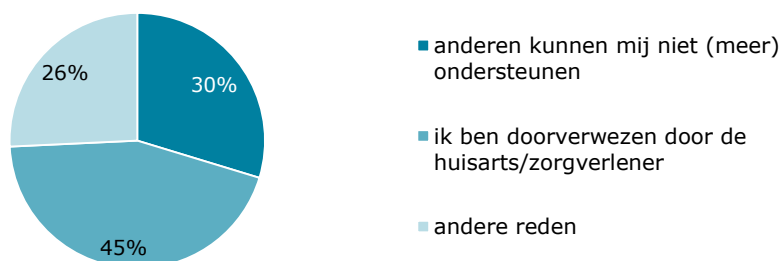 26%
30%
45%
anderen kunnen mij niet (meer)
ondersteunen
ik ben doorverwezen door de
huisarts/zorgverlener
andere reden